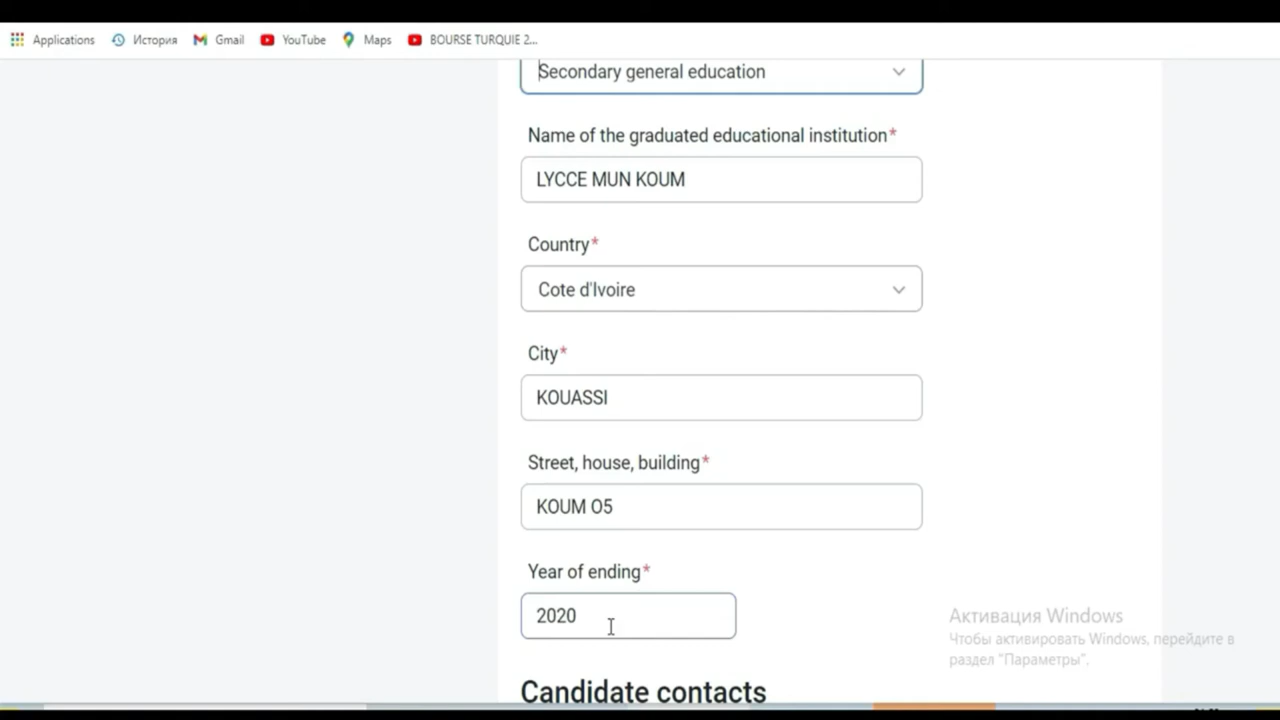 Applications История Gmail YouTube Maps BOURSE TURQUIE 2...
Secondary general education
Name of the graduated educational institution*
LYCCE MUN KOUM
Country*
Cote d'Ivoire
City*
KOUASSI
Street, house, building*
KOUM O5
Year of ending*
2020
Активация Windows
Чтобы активировать Windows, перейдите в
раздел "Параметры".
Candidate contacts